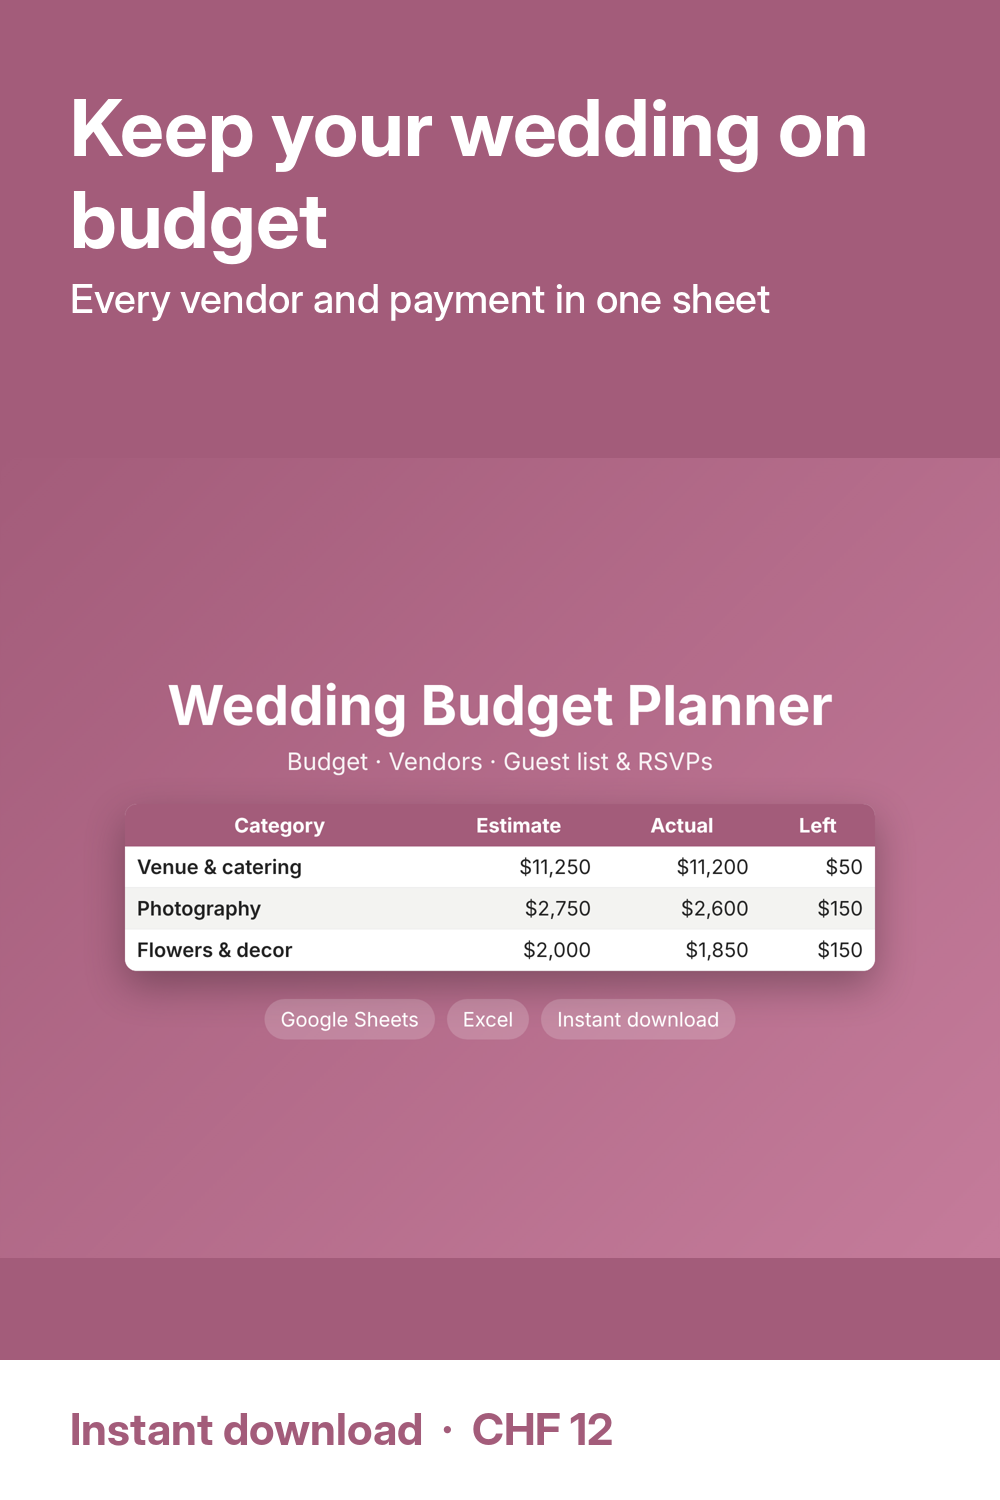 Keep your wedding on
budget
Every vendor and payment in one sheet
Wedding Budget Planner
Budget · Vendors · Guest list & RSVPs
Category Estimate Actual Left
Venue & catering $11,250 $11,200 $50
Photography $2,750 $2,600 $150
Flowers & decor $2,000 $1,850 $150
Google Sheets Excel Instant download
Instant download · CHF 12